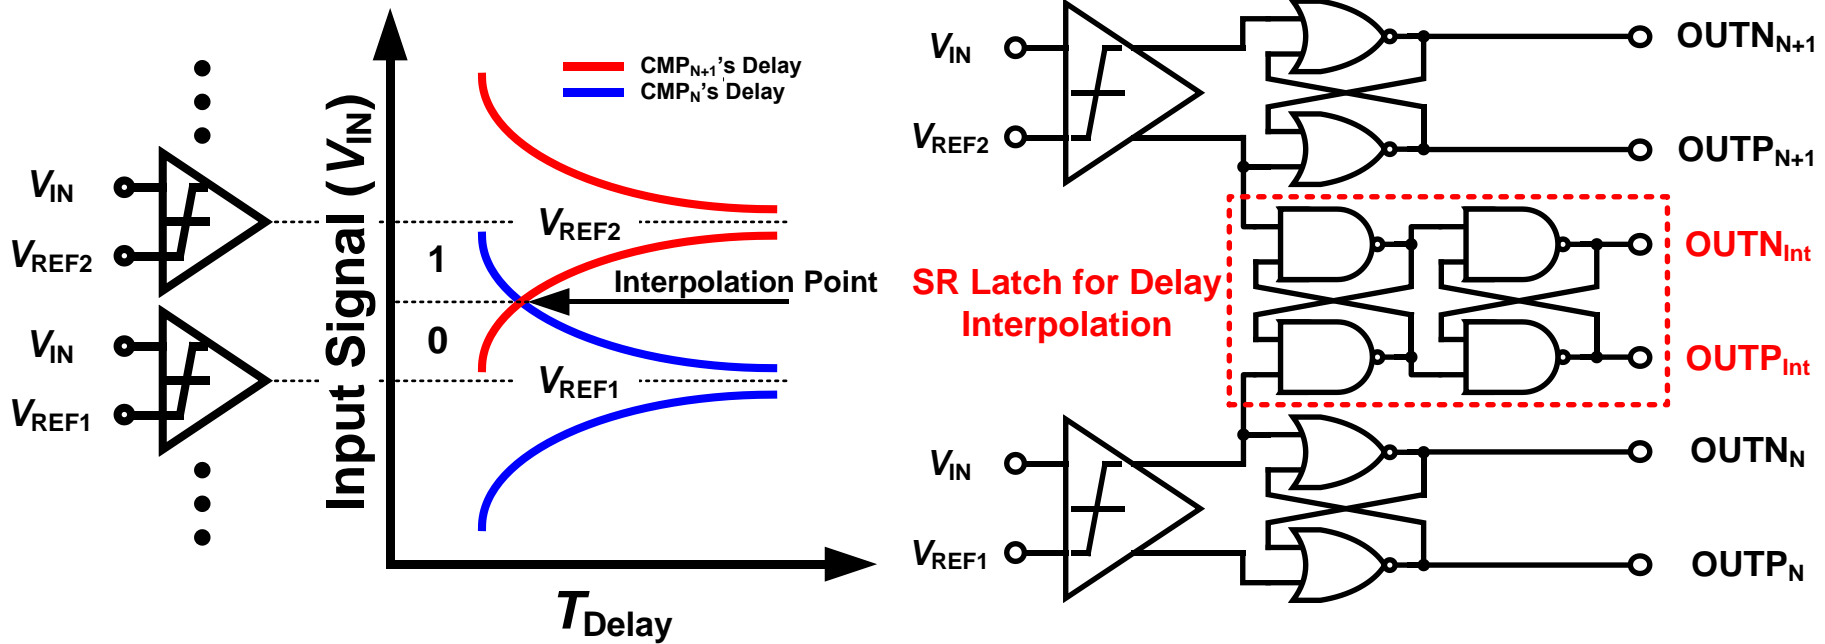 V_IN
V_REF2
V_IN
V_REF1
Input Signal (V_IN)
CMP_N+1's Delay
CMP_N's Delay
V_REF2
1
Interpolation Point
0
V_REF1
T_Delay
V_IN
V_REF2
OUTN_N+1
OUTP_N+1
SR Latch for Delay
Interpolation
OUTN_Int
OUTP_Int
V_IN
V_REF1
OUTN_N
OUTP_N